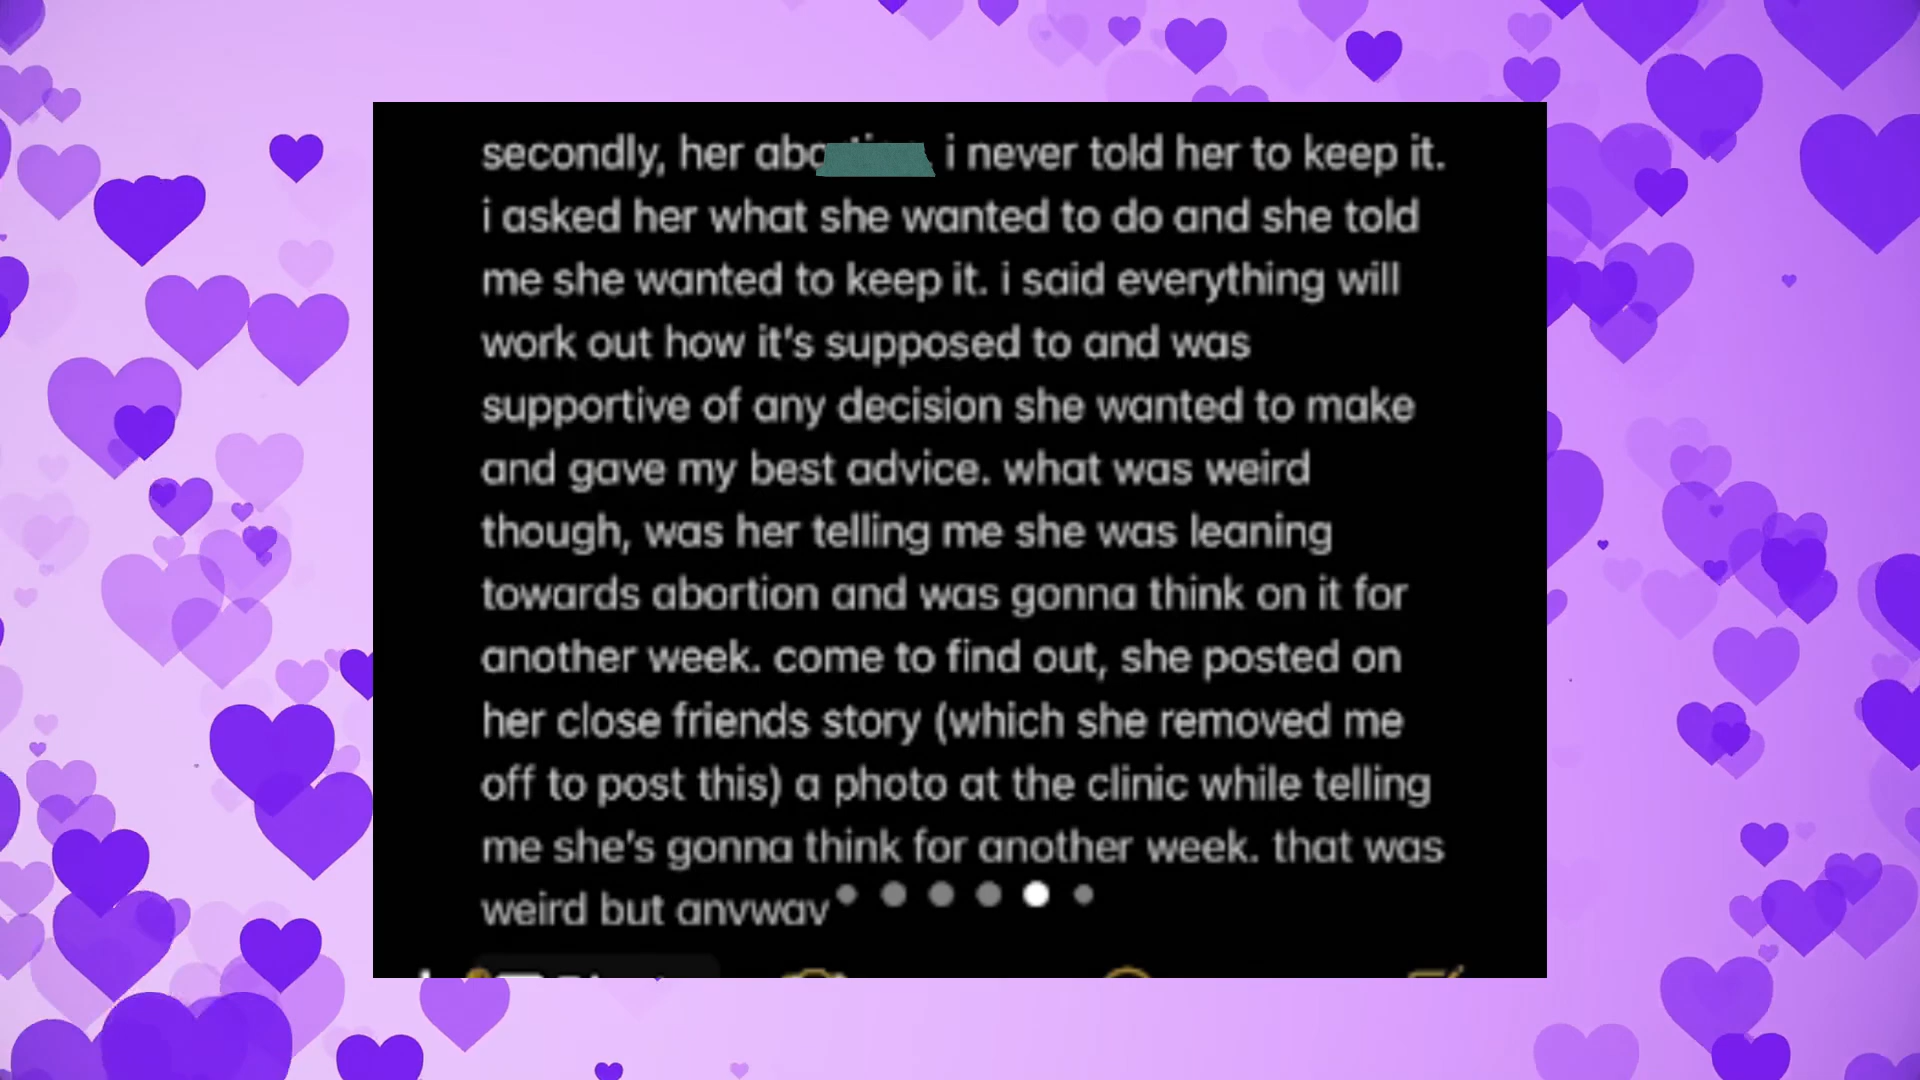 secondly, her abo i never told her to keep it.
i asked her what she wanted to do and she told
me she wanted to keep it. i said everything will
work out how it's supposed to and was
supportive of any decision she wanted to make
and gave my best advice. what was weird
though, was her telling me she was leaning
towards abortion and was gonna think on it for
another week. come to find out, she posted on
her close friends story (which she removed me
off to post this) a photo at the clinic while telling
me she's gonna think for another week. that was
weird but anyway